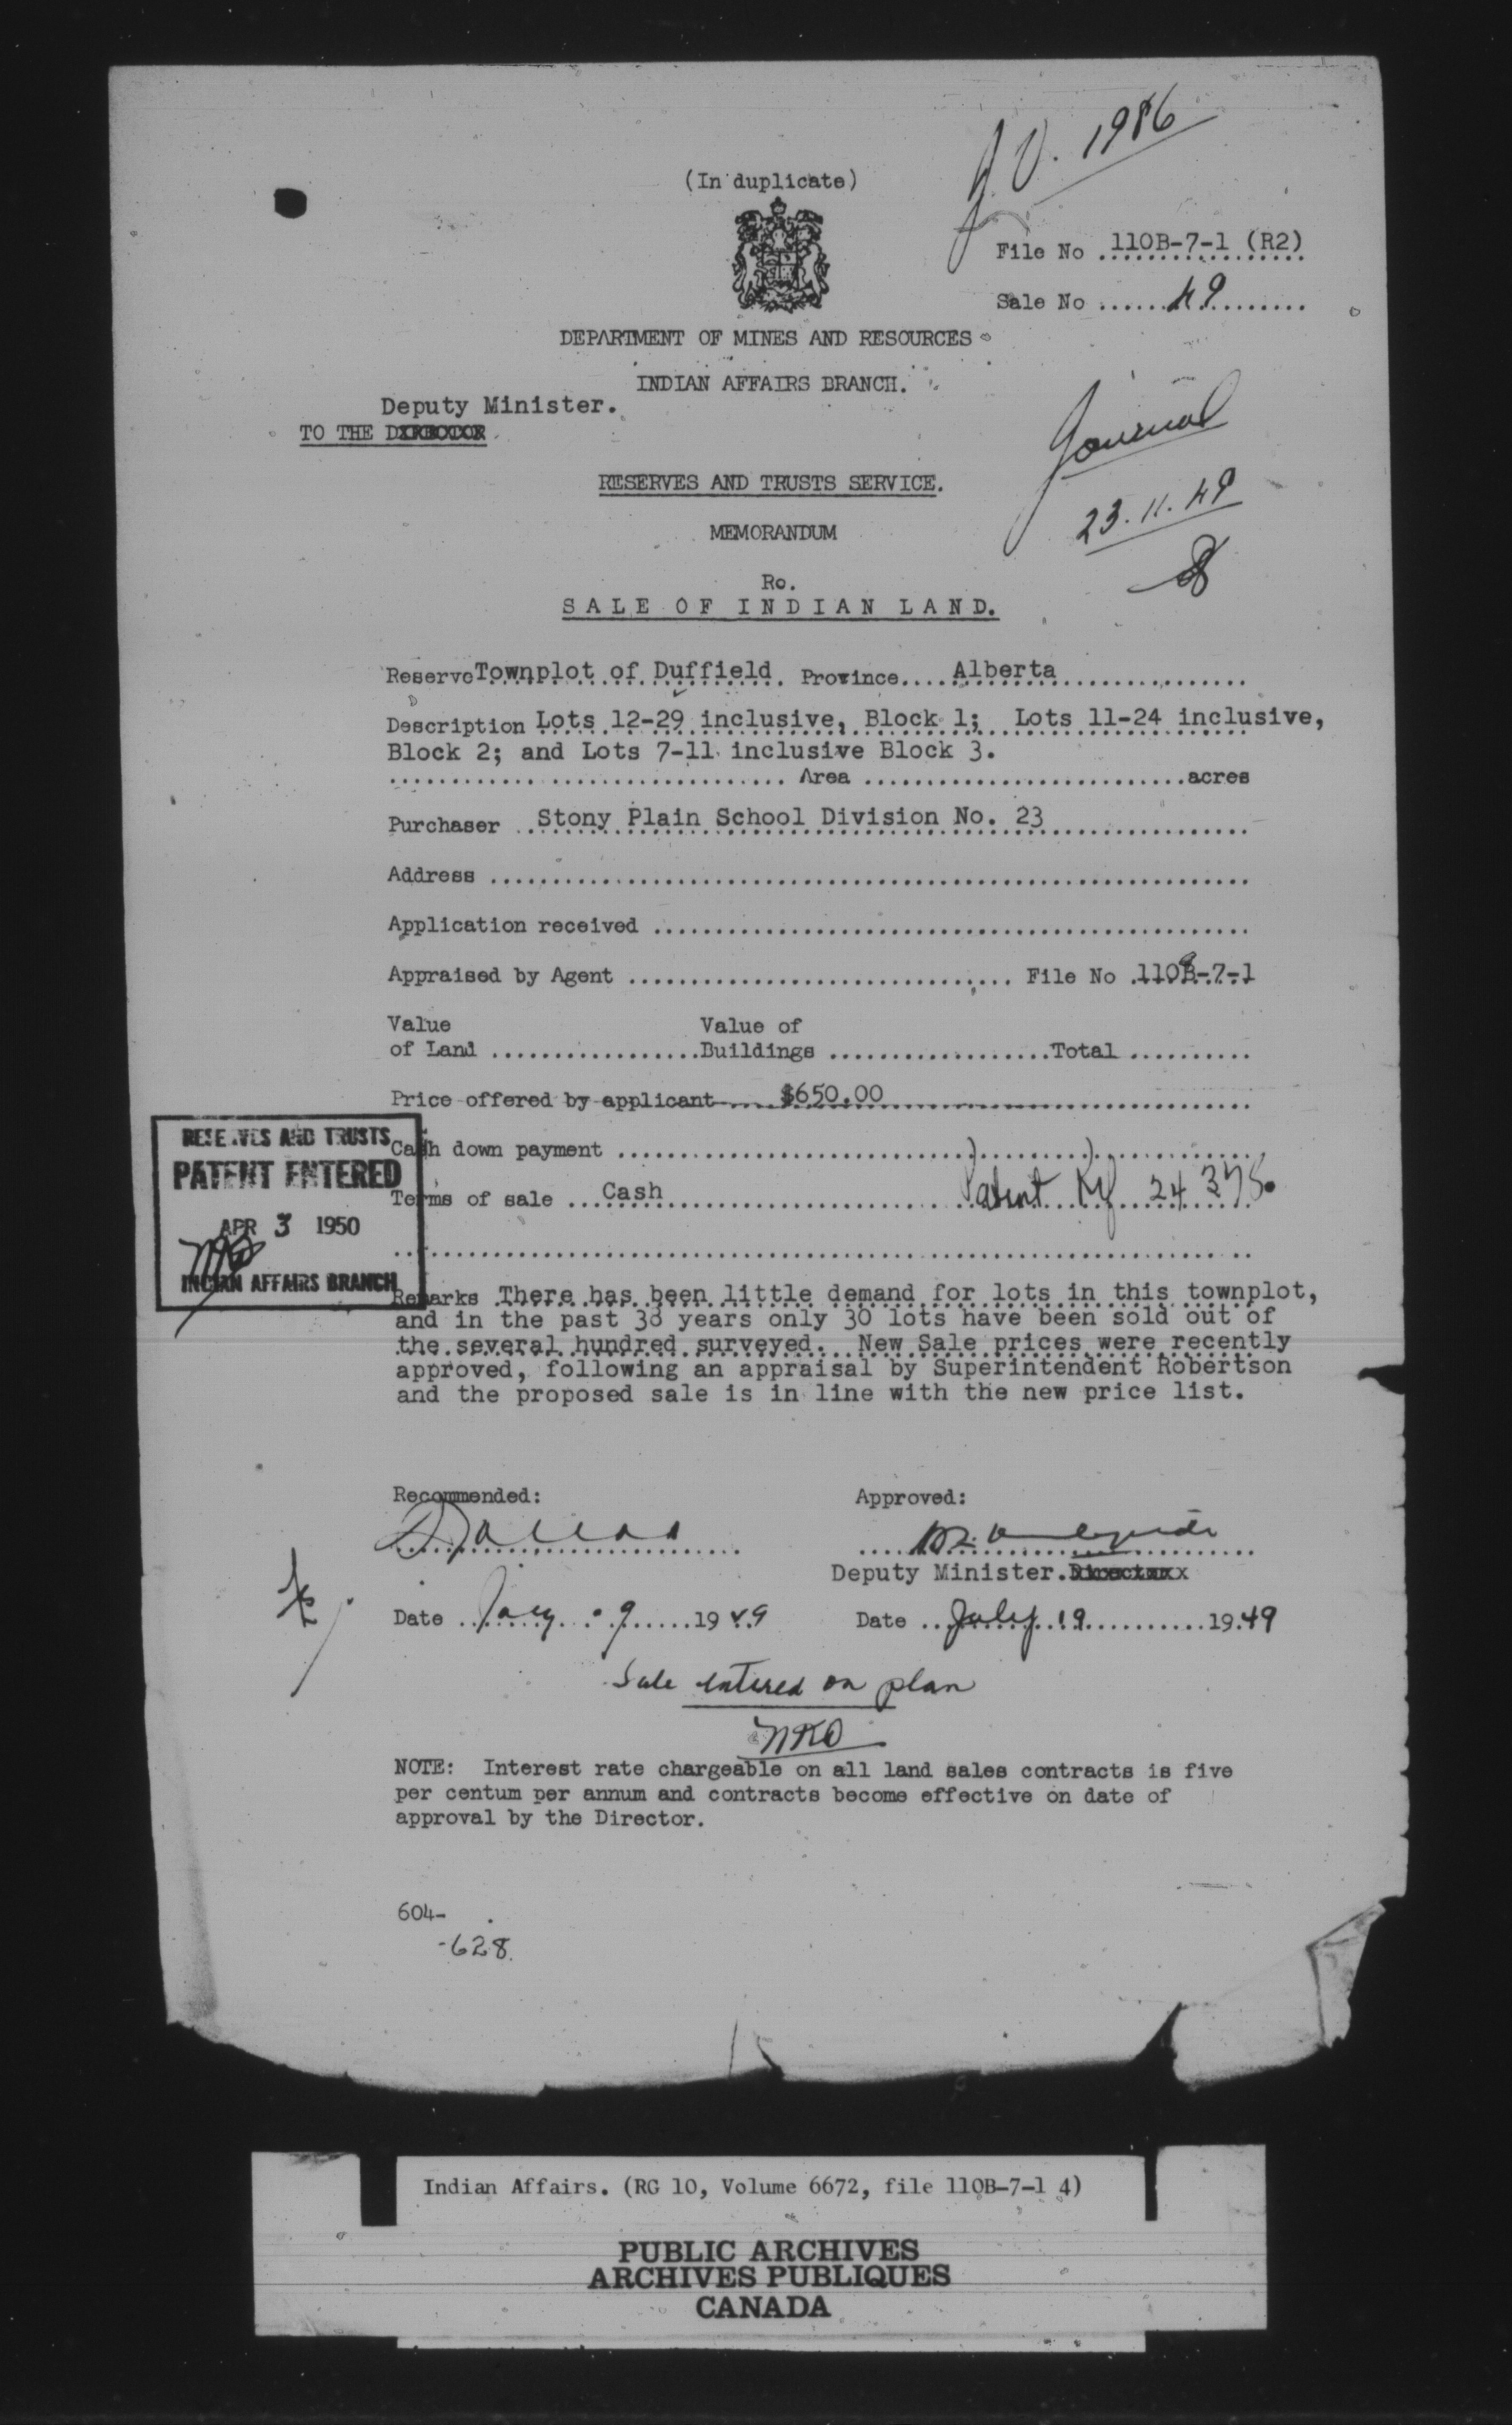 J.V. 1986
(In duplicate)
File No 110B-7-1 (R2)
Sale No ......49........
DEPARTMENT OF MINES AND RESOURCES
INDIAN AFFAIRS BRANCH.
Deputy Minister.
TO THE DIRECTOR
Journal
23.11.49
RESERVES AND TRUSTS SERVICE.
MEMORANDUM
Re.
SALE OF INDIAN LAND.
Reserve Townplot of Duffield. Province....Alberta
Description Lots 12-29 inclusive, Block 1; Lots 11-24 inclusive,
Block 2; and Lots 7-11 inclusive Block 3.
Area ..........................acres
Purchaser ..Stony Plain School Division No. 23
Address
Application received
Appraised by Agent ............................... File No .110B-7-1
Value Value of
of Land .................Buildings ..................Total ..........
Price offered by applicant $650.00
RESERVES AND TRUSTS
PATENT ENTERED
APR 3 1950
INDIAN AFFAIRS BRANCH
Cash down payment
Terms of sale ...Cash
Patent 24375.
Remarks There has been little demand for lots in this townplot,
and in the past 38 years only 30 lots have been sold out of
the several hundred surveyed. New Sale prices were recently
approved, following an appraisal by Superintendent Robertson
and the proposed sale is in line with the new price list.
Recommended: Approved:
Deputy Minister. Director
Date 9 1949 Date July 19 1949
Sale entered on plan
NOTE: Interest rate chargeable on all land sales contracts is five
per centum per annum and contracts become effective on date of
approval by the Director.
604-
-628.
Indian Affairs. (RG 10, Volume 6672, file 110B-7-1 4)
PUBLIC ARCHIVES
ARCHIVES PUBLIQUES
CANADA